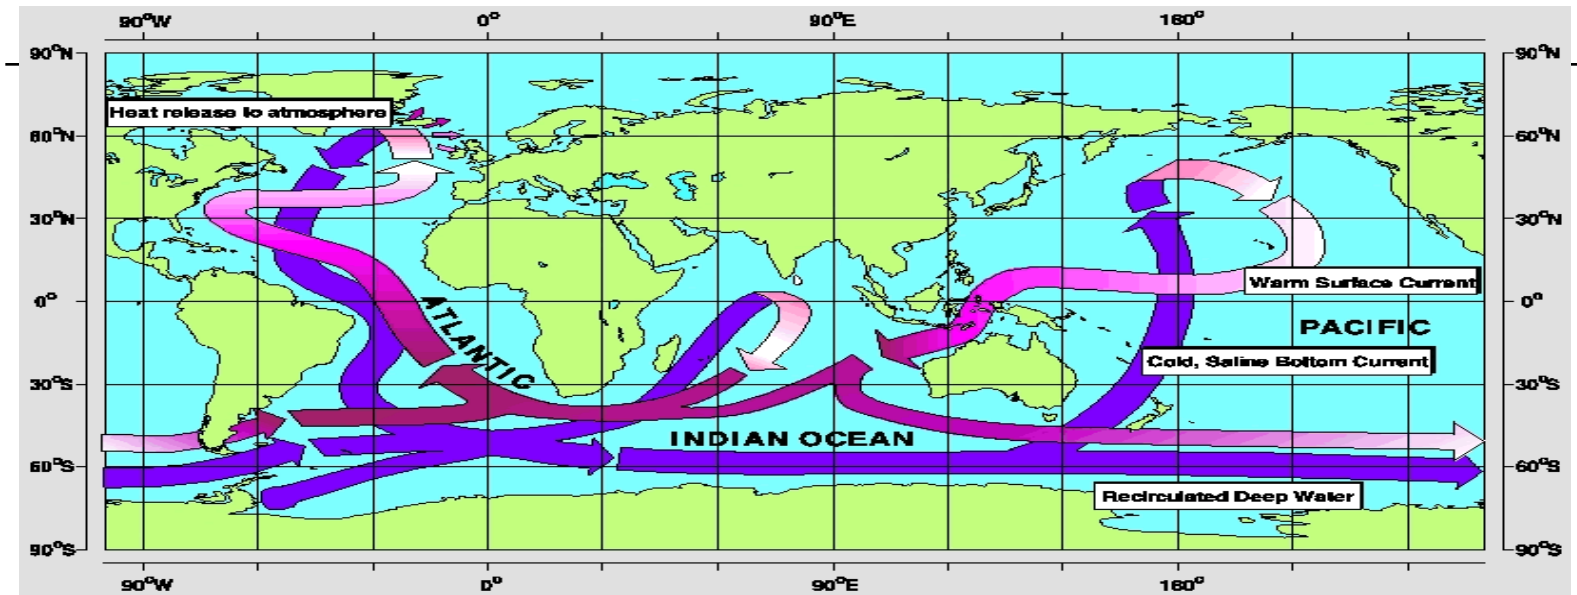 90°W 0° 90°E 180°
90°N 90°N
Heat release to atmosphere
60°N 60°N
30°N 30°N
Warm Surface Current
0° 0°
ATLANTIC
PACIFIC
Cold, Saline Bottom Current
30°S 30°S
INDIAN OCEAN
60°S 60°S
Recirculated Deep Water
90°S 90°S
90°W 0° 90°E 180°